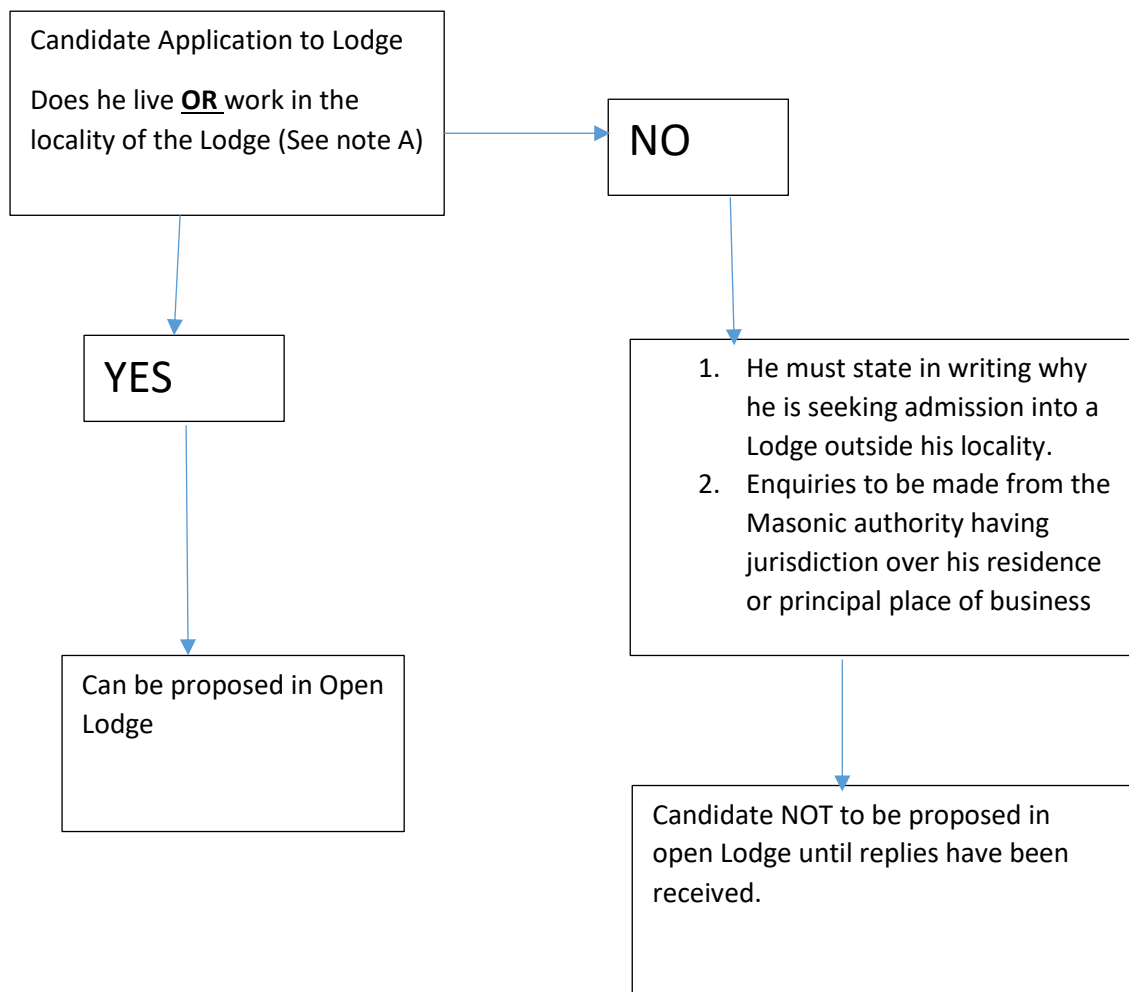 Candidate Application to Lodge
Does he live OR work in the
locality of the Lodge (See note A)
NO
YES
1. He must state in writing why
he is seeking admission into a
Lodge outside his locality.
2. Enquiries to be made from the
Masonic authority having
jurisdiction over his residence
or principal place of business
Can be proposed in Open
Lodge
Candidate NOT to be proposed in
open Lodge until replies have been
received.